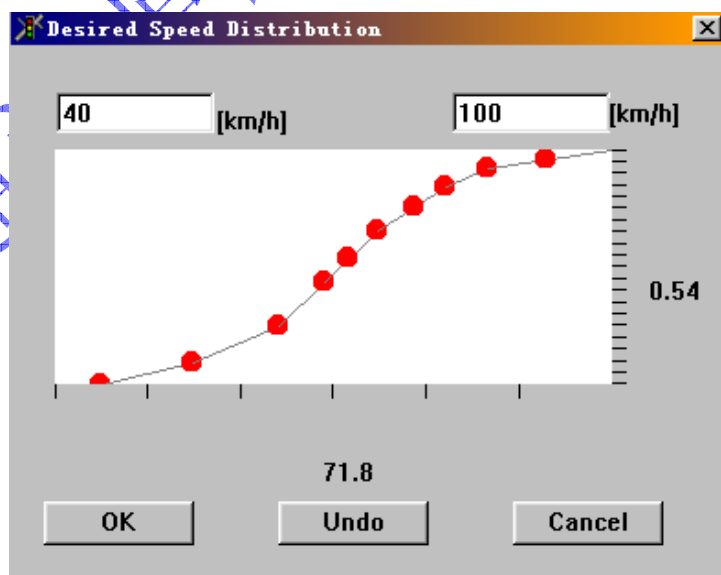 Desired Speed Distribution
40 [km/h] 100 [km/h]
0.54
71.8
OK Undo Cancel